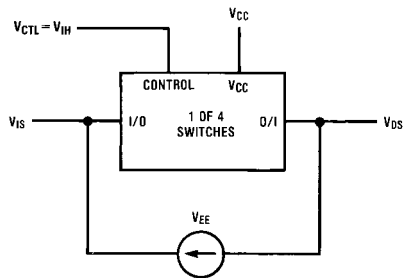 VCTL = VIH
VCC
CONTROL
VCC
VIS
I/O
1 OF 4
SWITCHES
O/I
VDS
VEE